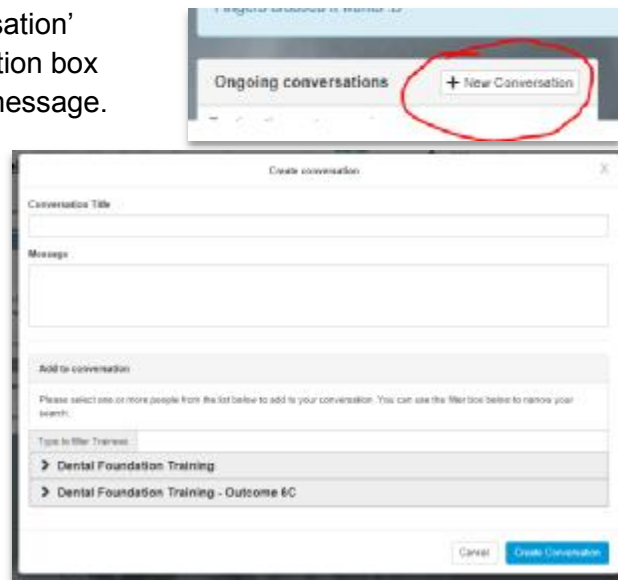 sation’
tion box
message.
Ongoing conversations
+ New Conversation
Create conversation
X
Conversation Title
Message
Add to conversation
Please select one or more people from the list below to add to your conversation. You can use the filter box below to narrow your
search.
Type to filter Trainees
Dental Foundation Training
Dental Foundation Training - Outcome 6C
Cancel
Create Conversation